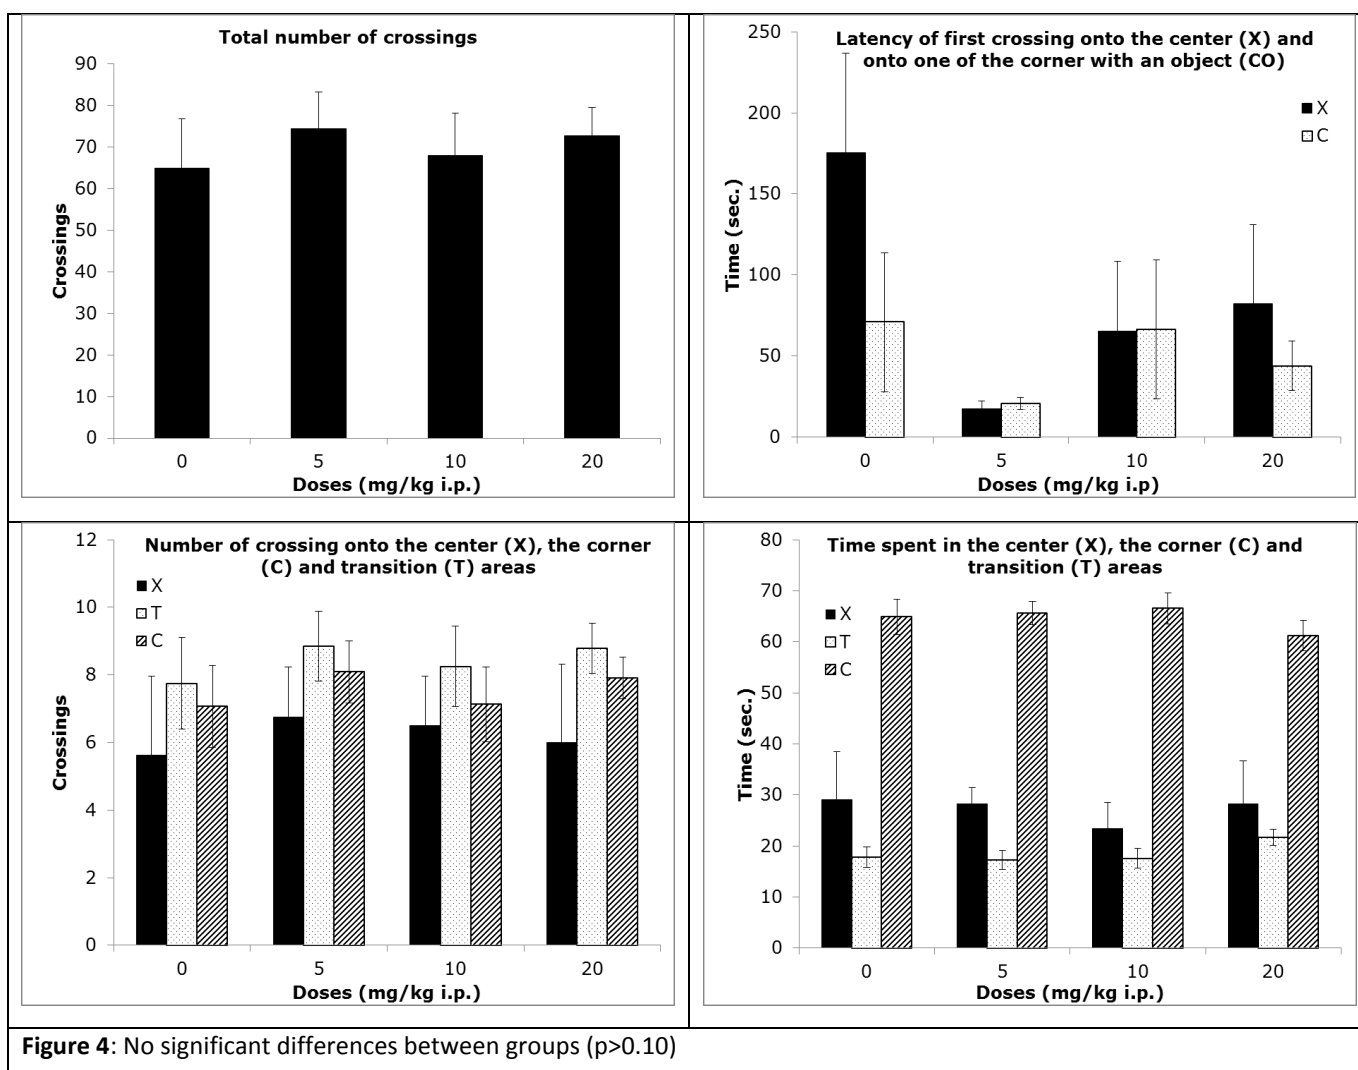 Total number of crossings
90
80
70
60
50
40
30
20
10
0
Crossings
0 5 10 20
Doses (mg/kg i.p.)
Latency of first crossing onto the center (X) and
onto one of the corner with an object (CO)
X
C
250
200
150
100
50
0
Time (sec.)
0 5 10 20
Doses (mg/kg i.p)
Number of crossing onto the center (X), the corner
(C) and transition (T) areas
X
T
C
12
10
8
6
4
2
0
Crossings
0 5 10 20
Doses (mg/kg i.p.)
Time spent in the center (X), the corner (C) and
transition (T) areas
X
T
C
80
70
60
50
40
30
20
10
0
Time (sec.)
0 5 10 20
Doses (mg/kg i.p.)
Figure 4: No significant differences between groups (p>0.10)